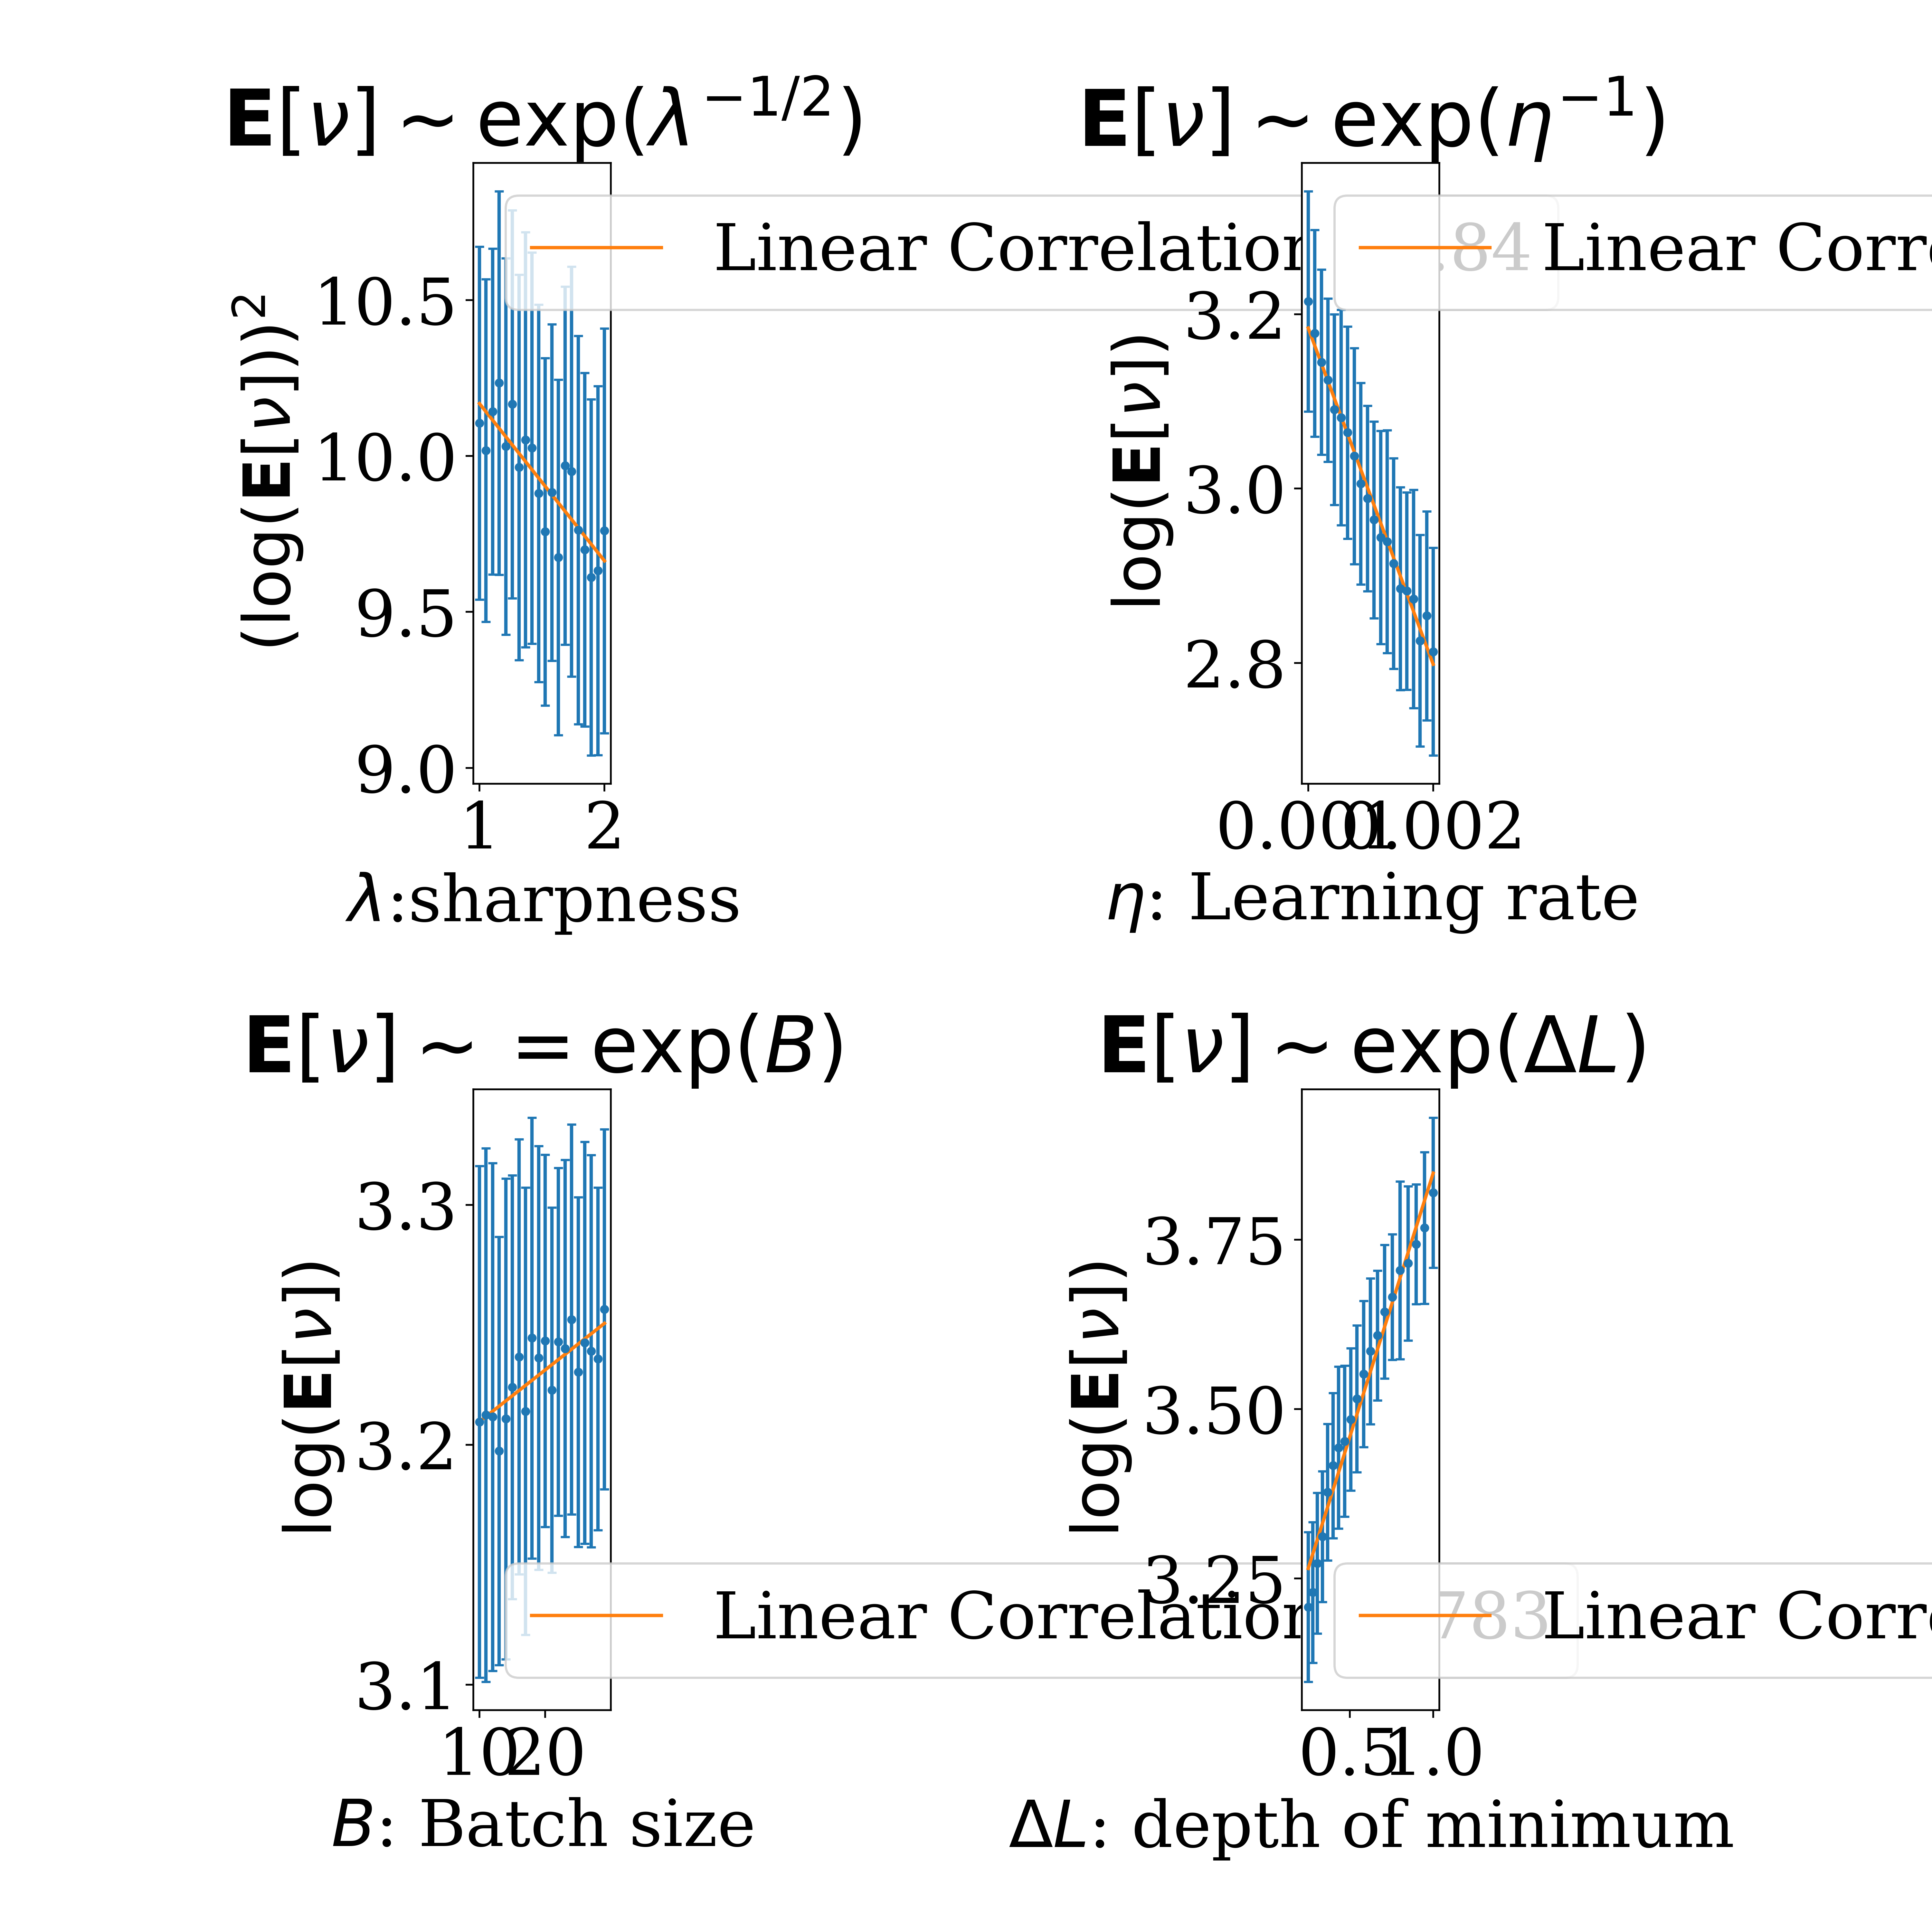 E[ν] ∼ exp(λ^{−1/2})
(log(E[ν]))²
10.5
10.0
9.5
9.0
Linear Correlation
.84
1 2
λ:sharpness
E[ν] ∼ exp(η^{−1})
log(E[ν])
3.2
3.0
2.8
Linear
0.001 0.002
η: Learning rate
E[ν] ∼ = exp(B)
log(E[ν])
3.3
3.2
3.1
Linear Correlation
783
10 20
B: Batch size
E[ν] ∼ exp(ΔL)
log(E[ν])
3.75
3.50
3.25
Linear
0.5 1.0
ΔL: depth of minimum